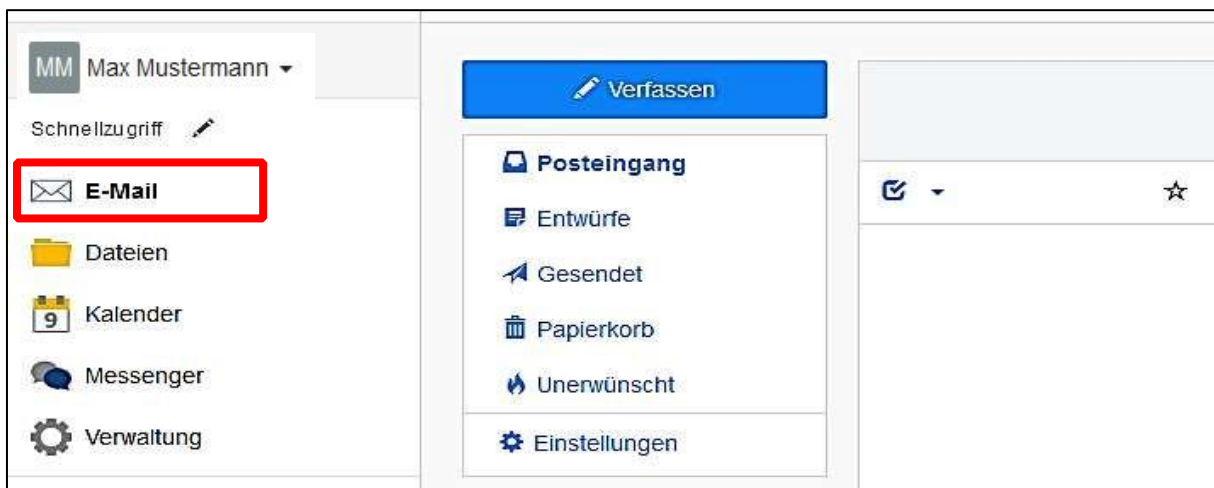 MM Max Mustermann
Schnellzugriff
E-Mail
Dateien
9
Kalender
Messenger
Verwaltung
Verfassen
Posteingang
Entwürfe
Gesendet
Papierkorb
Unerwünscht
Einstellungen